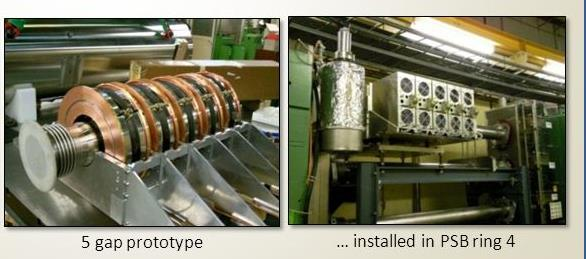 5 gap prototype
... installed in PSB ring 4